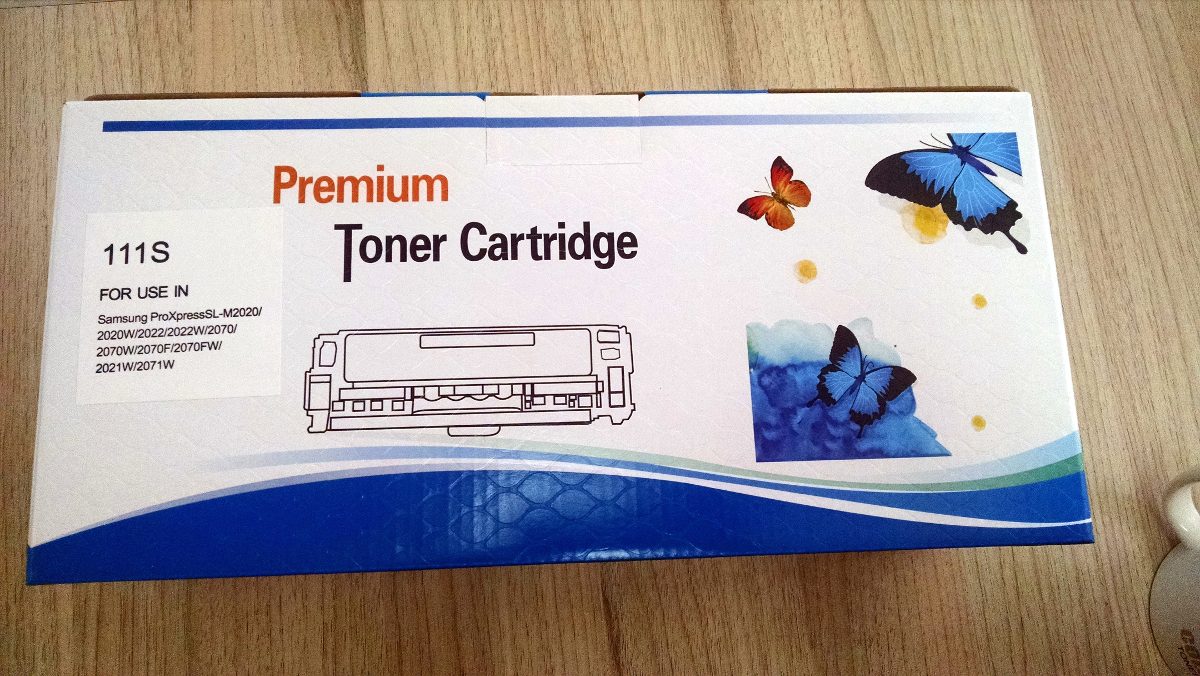 Premium
Toner Cartridge
111S
FOR USE IN
Samsung ProXpressSL-M2020/
2020W/2022/2022W/2070/
2070W/2070F/2070FW/
2021W/2071W